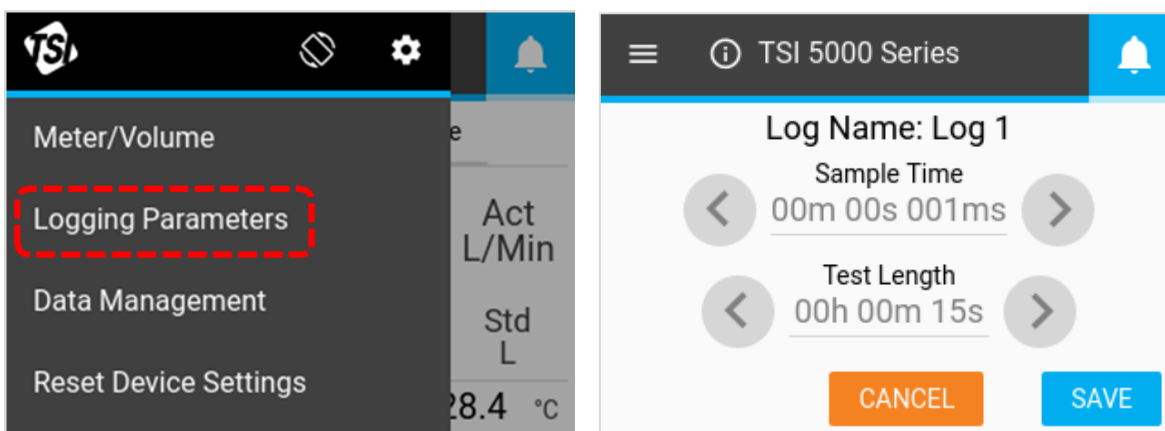 TSI
Meter/Volume
e
Logging Parameters
Act
L/Min
Data Management
Std
L
Reset Device Settings
28.4 °C
TSI 5000 Series
Log Name: Log 1
Sample Time
00m 00s 001ms
Test Length
00h 00m 15s
CANCEL
SAVE